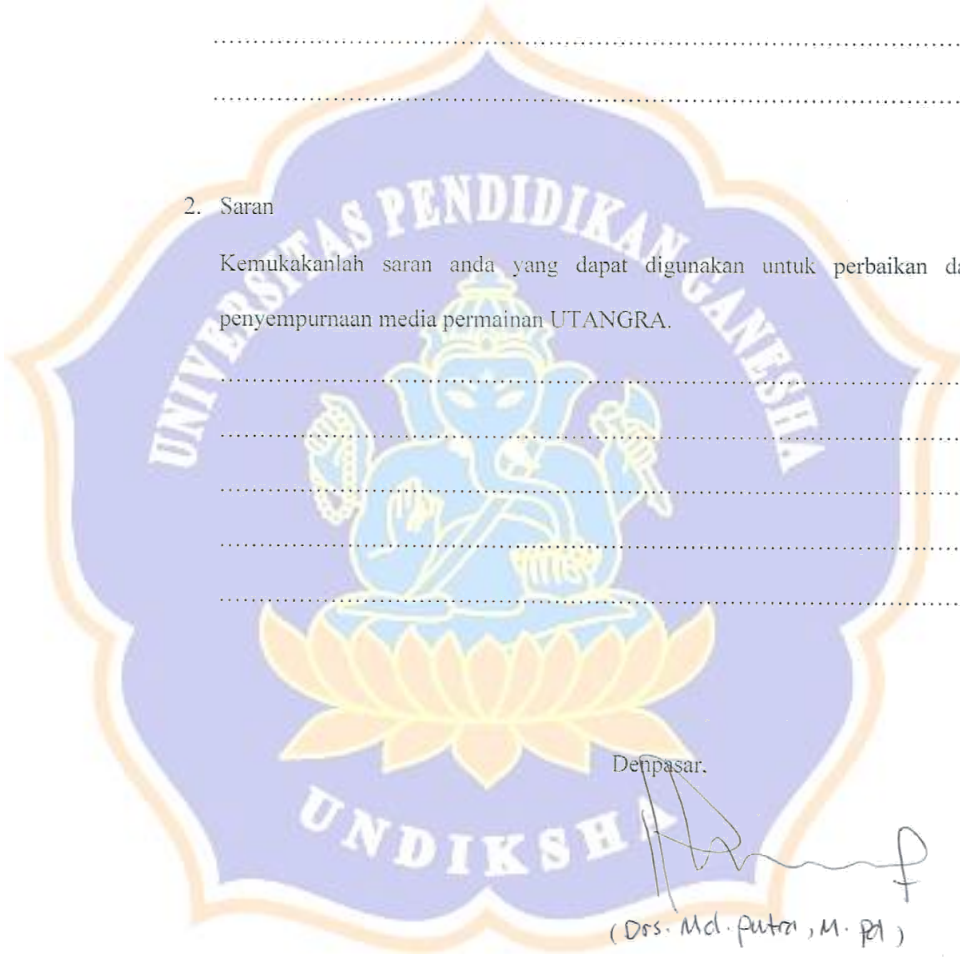 ........................................................................
........................................................................
2. Saran
Kemukakanlah saran anda yang dapat digunakan untuk perbaikan da
penyempurnaan media permainan UTANGRA.
........................................................................
........................................................................
........................................................................
........................................................................
........................................................................
UNIVERSITAS PENDIDIKAN GANESHA
UNDIKSHA
Denpasar,
(Drs. Md. putra, M. Pd)